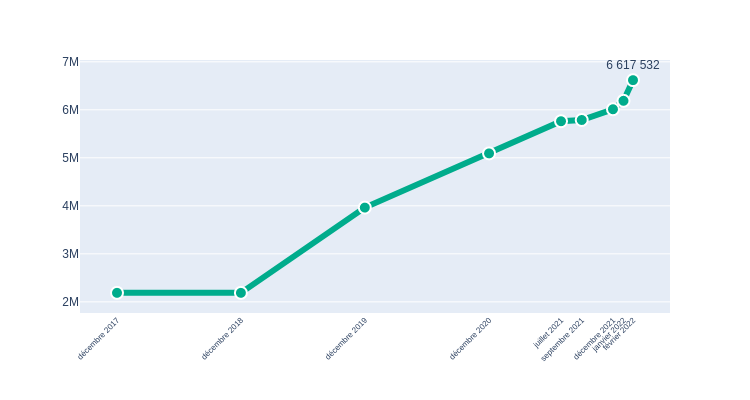 7M
6M
5M
4M
3M
2M
6 617 532
décembre 2017
décembre 2018
décembre 2019
décembre 2020
juillet 2021
septembre 2021
décembre 2021
janvier 2022
février 2022